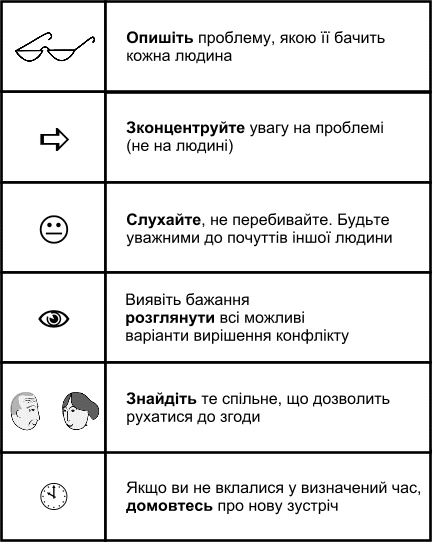 Опишіть проблему, якою її бачить
кожна людина
Зконцентруйте увагу на проблемі
(не на людині)
Слухайте, не перебивайте. Будьте
уважними до почуттів іншої людини
Виявіть бажання
розглянути всі можливі
варіанти вирішення конфлікту
Знайдіть те спільне, що дозволить
рухатися до згоди
Якщо ви не вклалися у визначений час,
домовтесь про нову зустріч